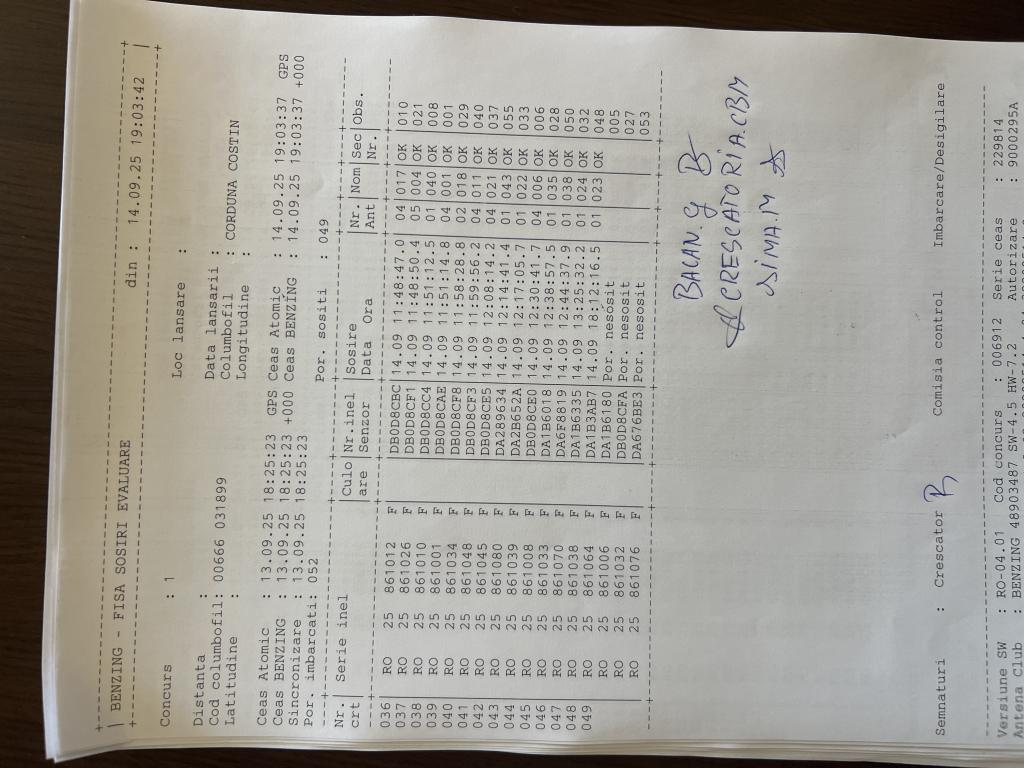 BENZING - FISA SOSIRI EVALUARE din : 14.09.25 19:03:42
Concurs : 1 Loc lansare :
Distanta Data lansarii :
Cod columbofil: 00666 031899 Columbofil : CORDUNA COSTIN
Latitudine : Longitudine :
Ceas Atomic : 13.09.25 18:25:23 GPS Ceas Atomic : 14.09.25 19:03:37 GPS
Ceas BENZING : 13.09.25 18:25:23 +000 Ceas BENZING : 14.09.25 19:03:37 +000
Sincronizare : 13.09.25 18:25:23
Por. imbarcati: 052 Por. sositi : 049
Nr. | Serie inel | Culo | Nr.inel | Sosire | Nr. | Nom | Sec | Obs.
crt | are | Senzor | Data Ora | Ant | Nr.
036 RO 25 861012 F DB0D8CBC 14.09 11:48:47.0 04 017 OK 010
037 RO 25 861026 F DB0D8CF1 14.09 11:48:50.4 05 004 OK 021
038 RO 25 861010 F DB0D8CC4 14.09 11:51:12.5 01 040 OK 008
039 RO 25 861001 F DB0D8CAE 14.09 11:51:14.8 04 001 OK 001
040 RO 25 861034 F DB0D8CF8 14.09 11:58:28.8 02 018 OK 029
041 RO 25 861048 F DB0D8CF3 14.09 11:59:56.2 04 011 OK 040
042 RO 25 861045 F DB0D8CE5 14.09 12:08:14.2 04 021 OK 037
043 RO 25 861080 F DA289634 14.09 12:14:41.4 01 043 OK 055
044 RO 25 861039 F DA2B652A 14.09 12:17:05.7 01 022 OK 033
045 RO 25 861008 F DB0D8CE0 14.09 12:30:41.7 04 006 OK 006
046 RO 25 861033 F DA1B6018 14.09 12:38:57.5 01 035 OK 028
047 RO 25 861070 F DA6F8819 14.09 12:44:37.9 01 038 OK 050
048 RO 25 861038 F DA1B6335 14.09 13:25:32.2 01 024 OK 032
049 RO 25 861064 F DA1B3AB7 14.09 18:12:16.5 01 023 OK 048
RO 25 861006 F DA1B6180 Por. nesosit 005
RO 25 861032 F DB0D8CFA Por. nesosit 027
RO 25 861076 F DA676BE3 Por. nesosit 053
BALAN.G
CRESCATORIA.CBM
SIMA.M
Semnaturi : Crescator Comisia control Imbarcare/Desigilare
Versiune SW : RO-04.01 Cod concurs : 006912 Serie ceas : 229814
Antena Club : BENZING 48903487 SW-4.5 HW-7.2 Autorizare : 9000295A